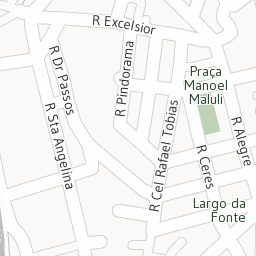 R Excelsior
R Dr Passos
R Pindorama
Praça
Manoel
Maluli
R Sta Angelina
R Cel Rafael Tobias
R Alegre
R Ceres
Largo da
Fonte